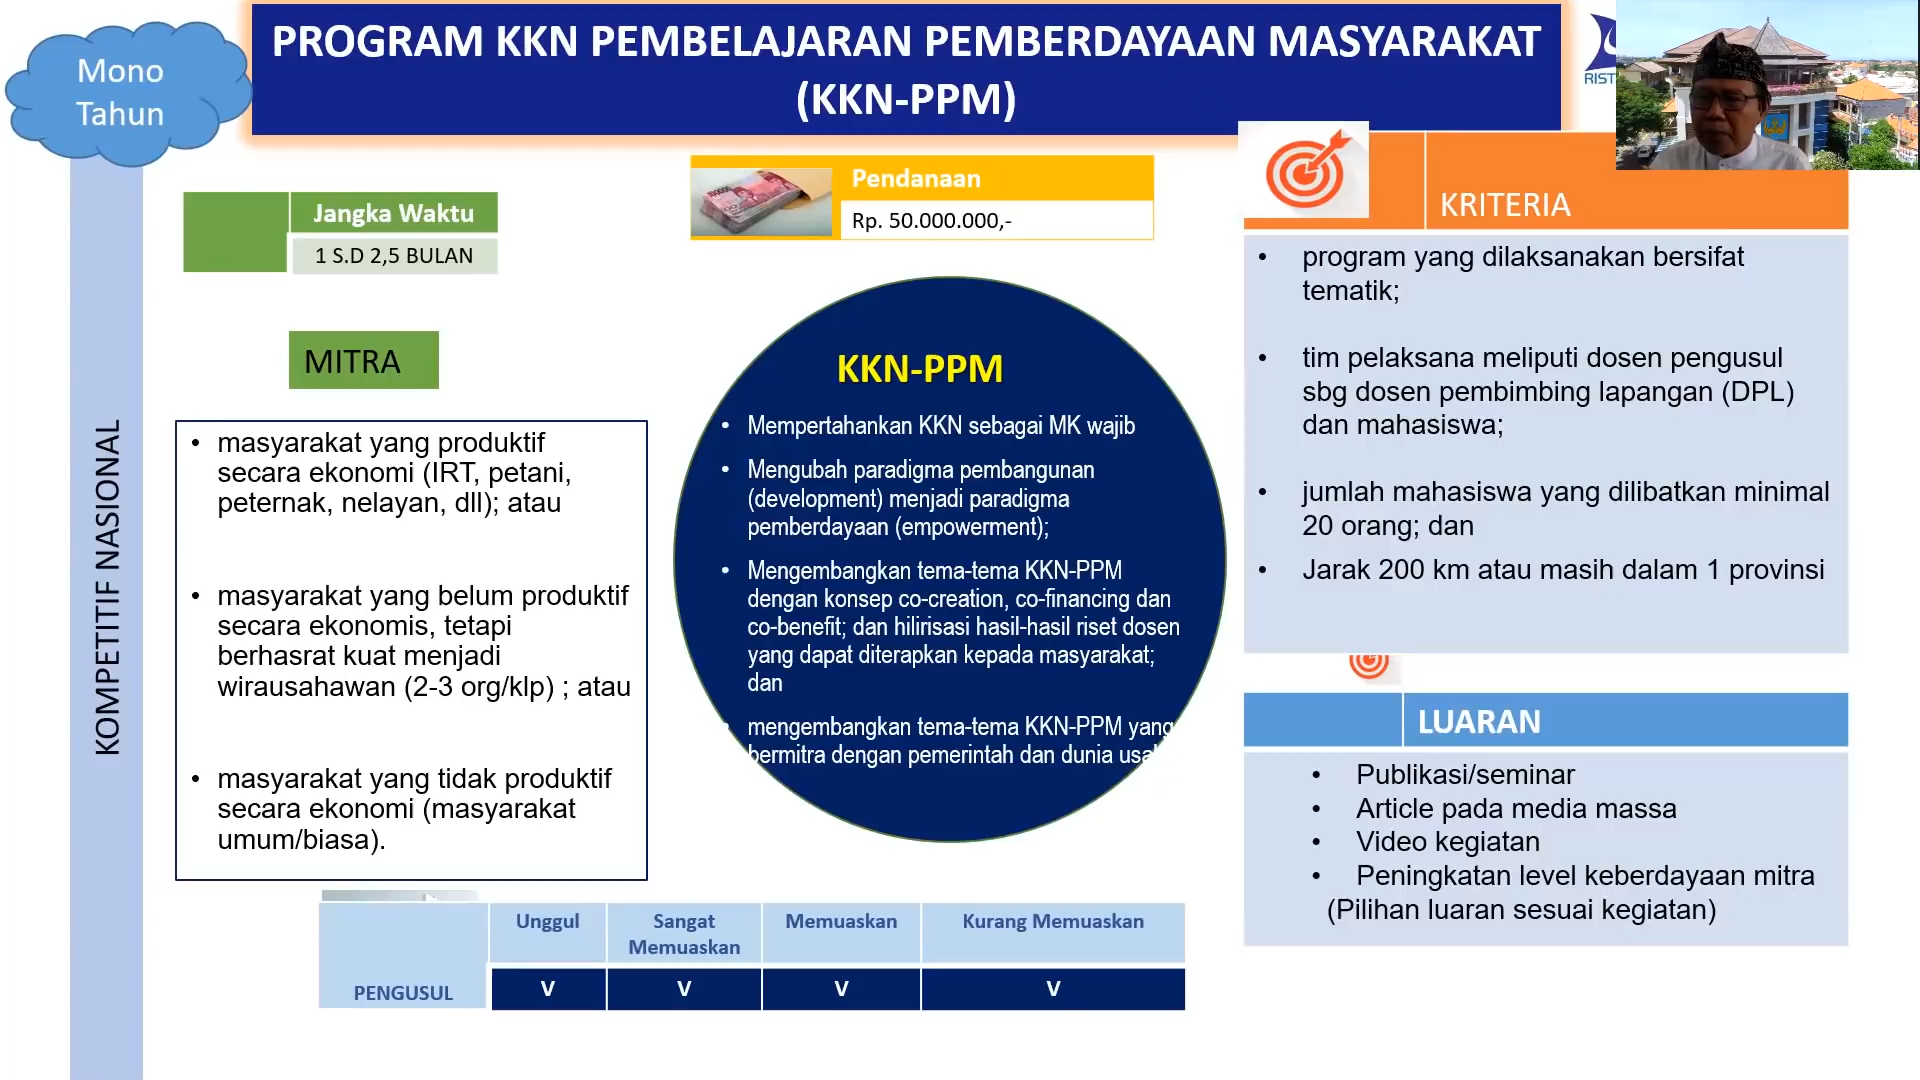 Mono
Tahun
PROGRAM KKN PEMBELAJARAN PEMBERDAYAAN MASYARAKAT
(KKN-PPM)
KOMPETITIF NASIONAL
Jangka Waktu
1 S.D 2,5 BULAN
Pendanaan
Rp. 50.000.000,-
MITRA
• masyarakat yang produktif
secara ekonomi (IRT, petani,
peternak, nelayan, dll); atau
• masyarakat yang belum produktif
secara ekonomis, tetapi
berhasrat kuat menjadi
wirausahawan (2-3 org/klp) ; atau
• masyarakat yang tidak produktif
secara ekonomi (masyarakat
umum/biasa).
KKN-PPM
• Mempertahankan KKN sebagai MK wajib
• Mengubah paradigma pembangunan
(development) menjadi paradigma
pemberdayaan (empowerment);
• Mengembangkan tema-tema KKN-PPM
dengan konsep co-creation, co-financing dan
co-benefit; dan hilirisasi hasil-hasil riset dosen
yang dapat diterapkan kepada masyarakat;
dan
• mengembangkan tema-tema KKN-PPM yang
bermitra dengan pemerintah dan dunia
KRITERIA
• program yang dilaksanakan bersifat
tematik;
• tim pelaksana meliputi dosen pengusul
sbg dosen pembimbing lapangan (DPL)
dan mahasiswa;
• jumlah mahasiswa yang dilibatkan minimal
20 orang; dan
• Jarak 200 km atau masih dalam 1 provinsi
LUARAN
• Publikasi/seminar
• Article pada media massa
• Video kegiatan
• Peningkatan level keberdayaan mitra
(Pilihan luaran sesuai kegiatan)
PENGUSUL
Unggul
Sangat
Memuaskan
Memuaskan
Kurang Memuaskan
V V V V